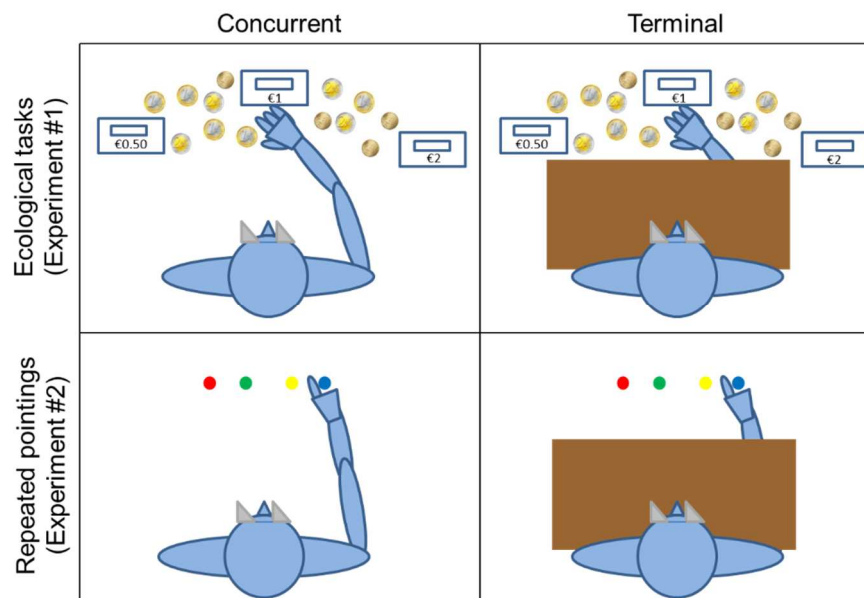 Concurrent
Terminal
Ecological tasks
(Experiment #1)
€1
€0.50
€2
€1
€0.50
€2
Repeated pointings
(Experiment #2)